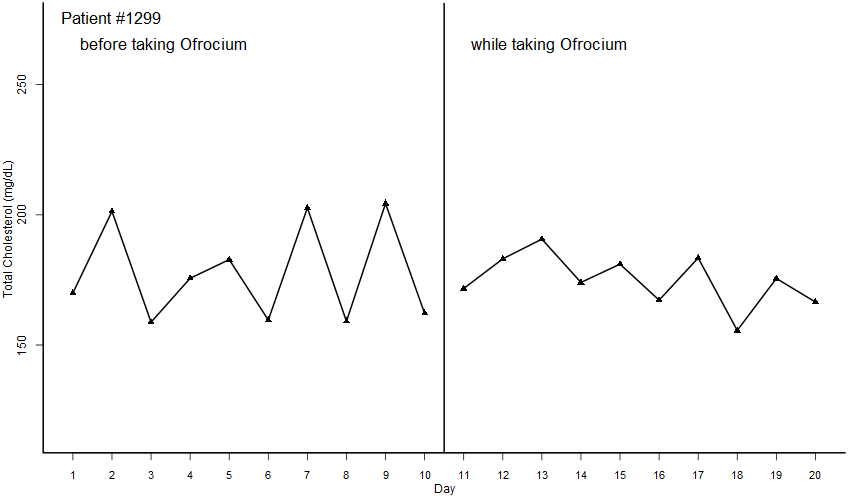 Patient #1299
before taking Ofrocium
while taking Ofrocium
Total Cholesterol (mg/dL)
250
200
150
1 2 3 4 5 6 7 8 9 10 11 12 13 14 15 16 17 18 19 20
Day